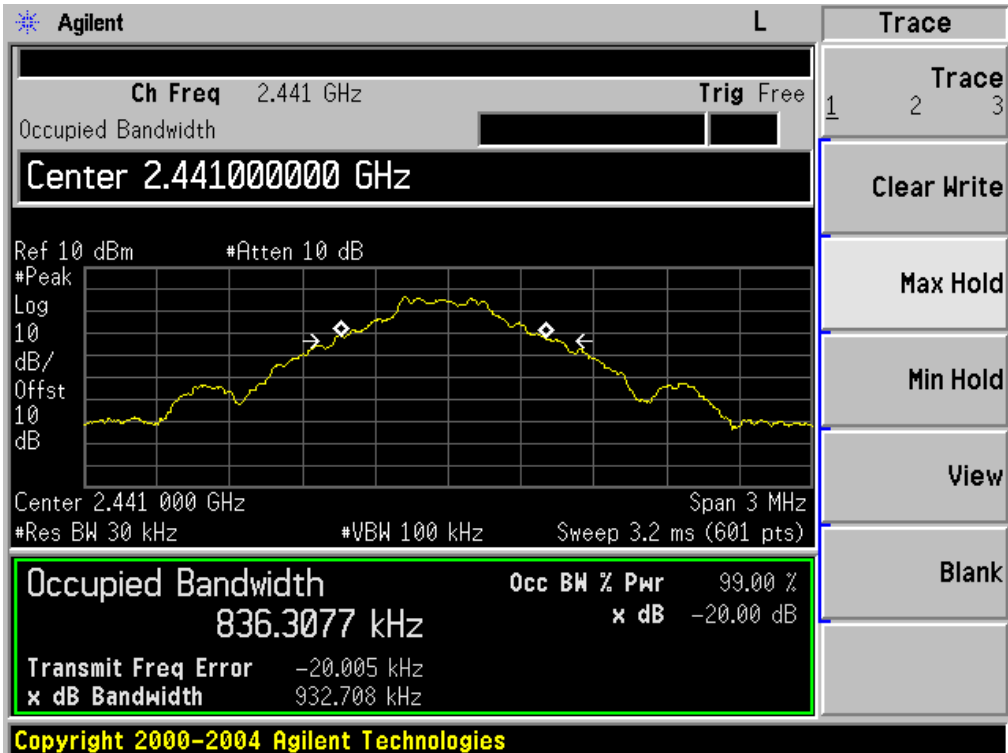 Agilent L Trace
Ch Freq 2.441 GHz Trig Free
Occupied Bandwidth
Center 2.441000000 GHz
Ref 10 dBm #Atten 10 dB
#Peak
Log
10
dB/
Offst
10
dB
Center 2.441 000 GHz Span 3 MHz
#Res BW 30 kHz #VBW 100 kHz Sweep 3.2 ms (601 pts)
Occupied Bandwidth Occ BW % Pwr 99.00 %
836.3077 kHz x dB -20.00 dB
Transmit Freq Error -20.005 kHz
x dB Bandwidth 932.708 kHz
Copyright 2000-2004 Agilent Technologies
Trace
1 2 3
Clear Write
Max Hold
Min Hold
View
Blank